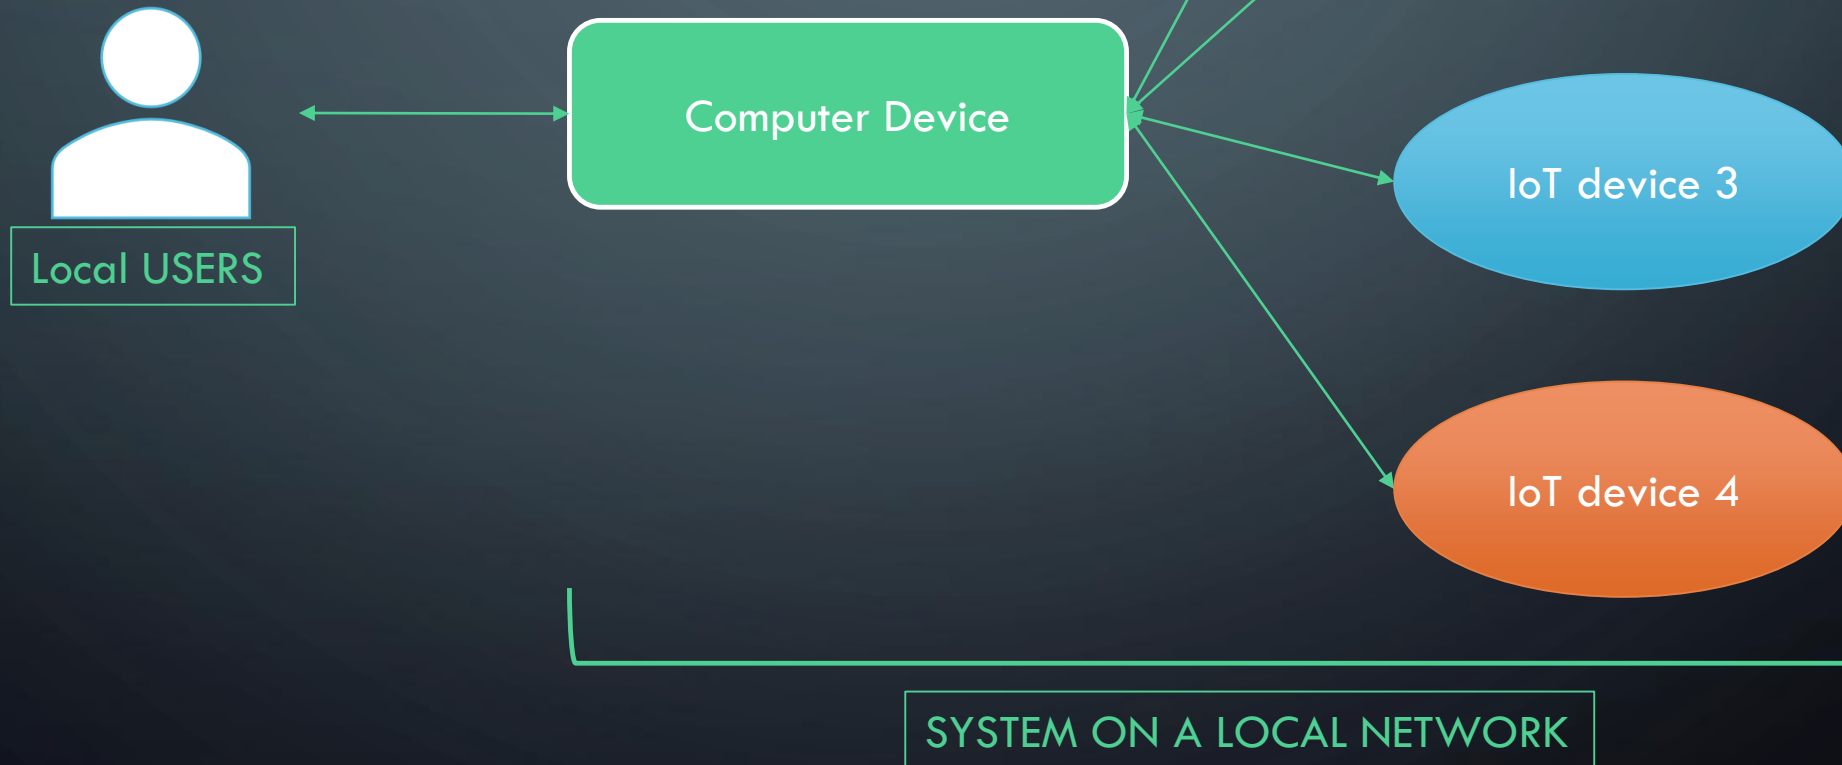 Computer Device
IoT device 3
Local USERS
IoT device 4
SYSTEM ON A LOCAL NETWORK